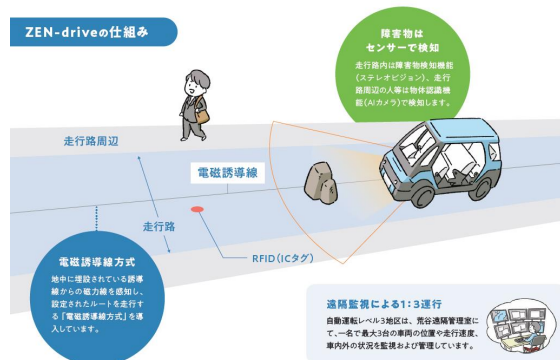 ZEN-driveの仕組み
障害物は
センサーで検知
走行路内は障害物検知機能
(ステレオビジョン)、走行
路周辺の人等は物体認識機
能(AIカメラ)で検知します。
走行路周辺
電磁誘導線
走行路
RFID(ICタグ)
電磁誘導線方式
地中に埋設されている誘導
線からの磁力線を感知し、
設定されたルートを走行す
る「電磁誘導線方式」を導
入しています。
遠隔監視による1:3運行
自動運転レベル3地区は、荒谷遠隔管理室に
て、一名で最大3台の車両の位置や走行速度、
車内外の状況を監視および管理しています。